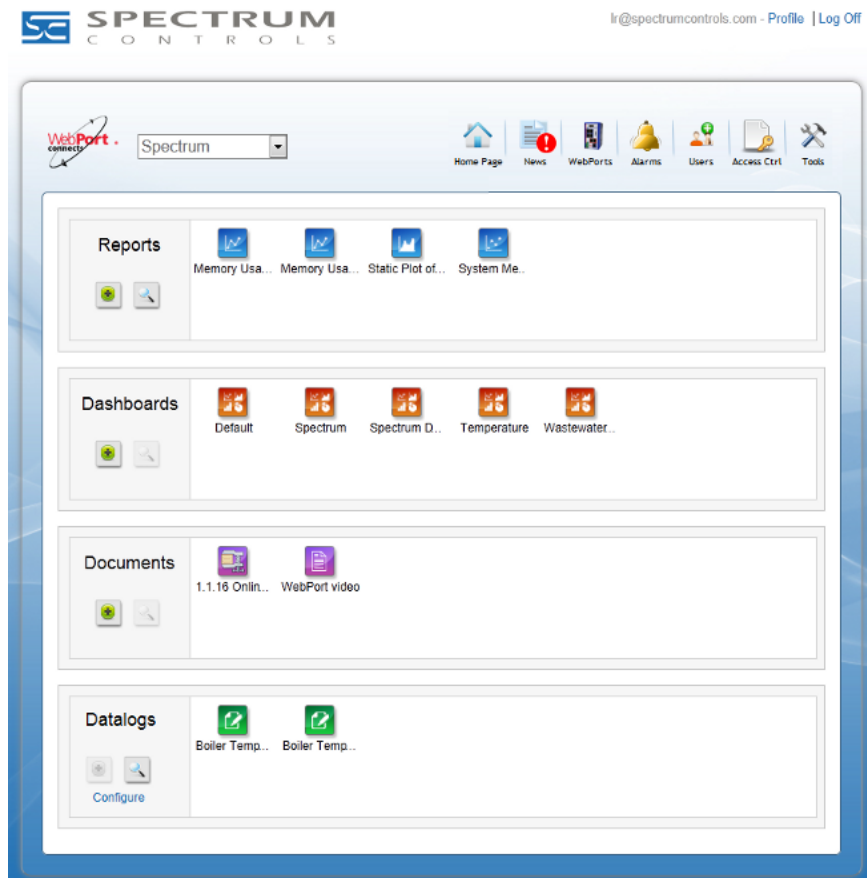 SPECTRUM
CONTROLS
lr@spectrumcontrols.com - Profile | Log Off
WebPort .
connects
Spectrum
Home Page News WebPorts Alarms Users Access Ctrl Tools
Reports
Memory Usa... Memory Usa... Static Plot of... System Me..
Dashboards
Default Spectrum Spectrum D... Temperature Wastewater...
Documents
1.1.16 Onlin... WebPort video
Datalogs
Boiler Temp... Boiler Temp...
Configure